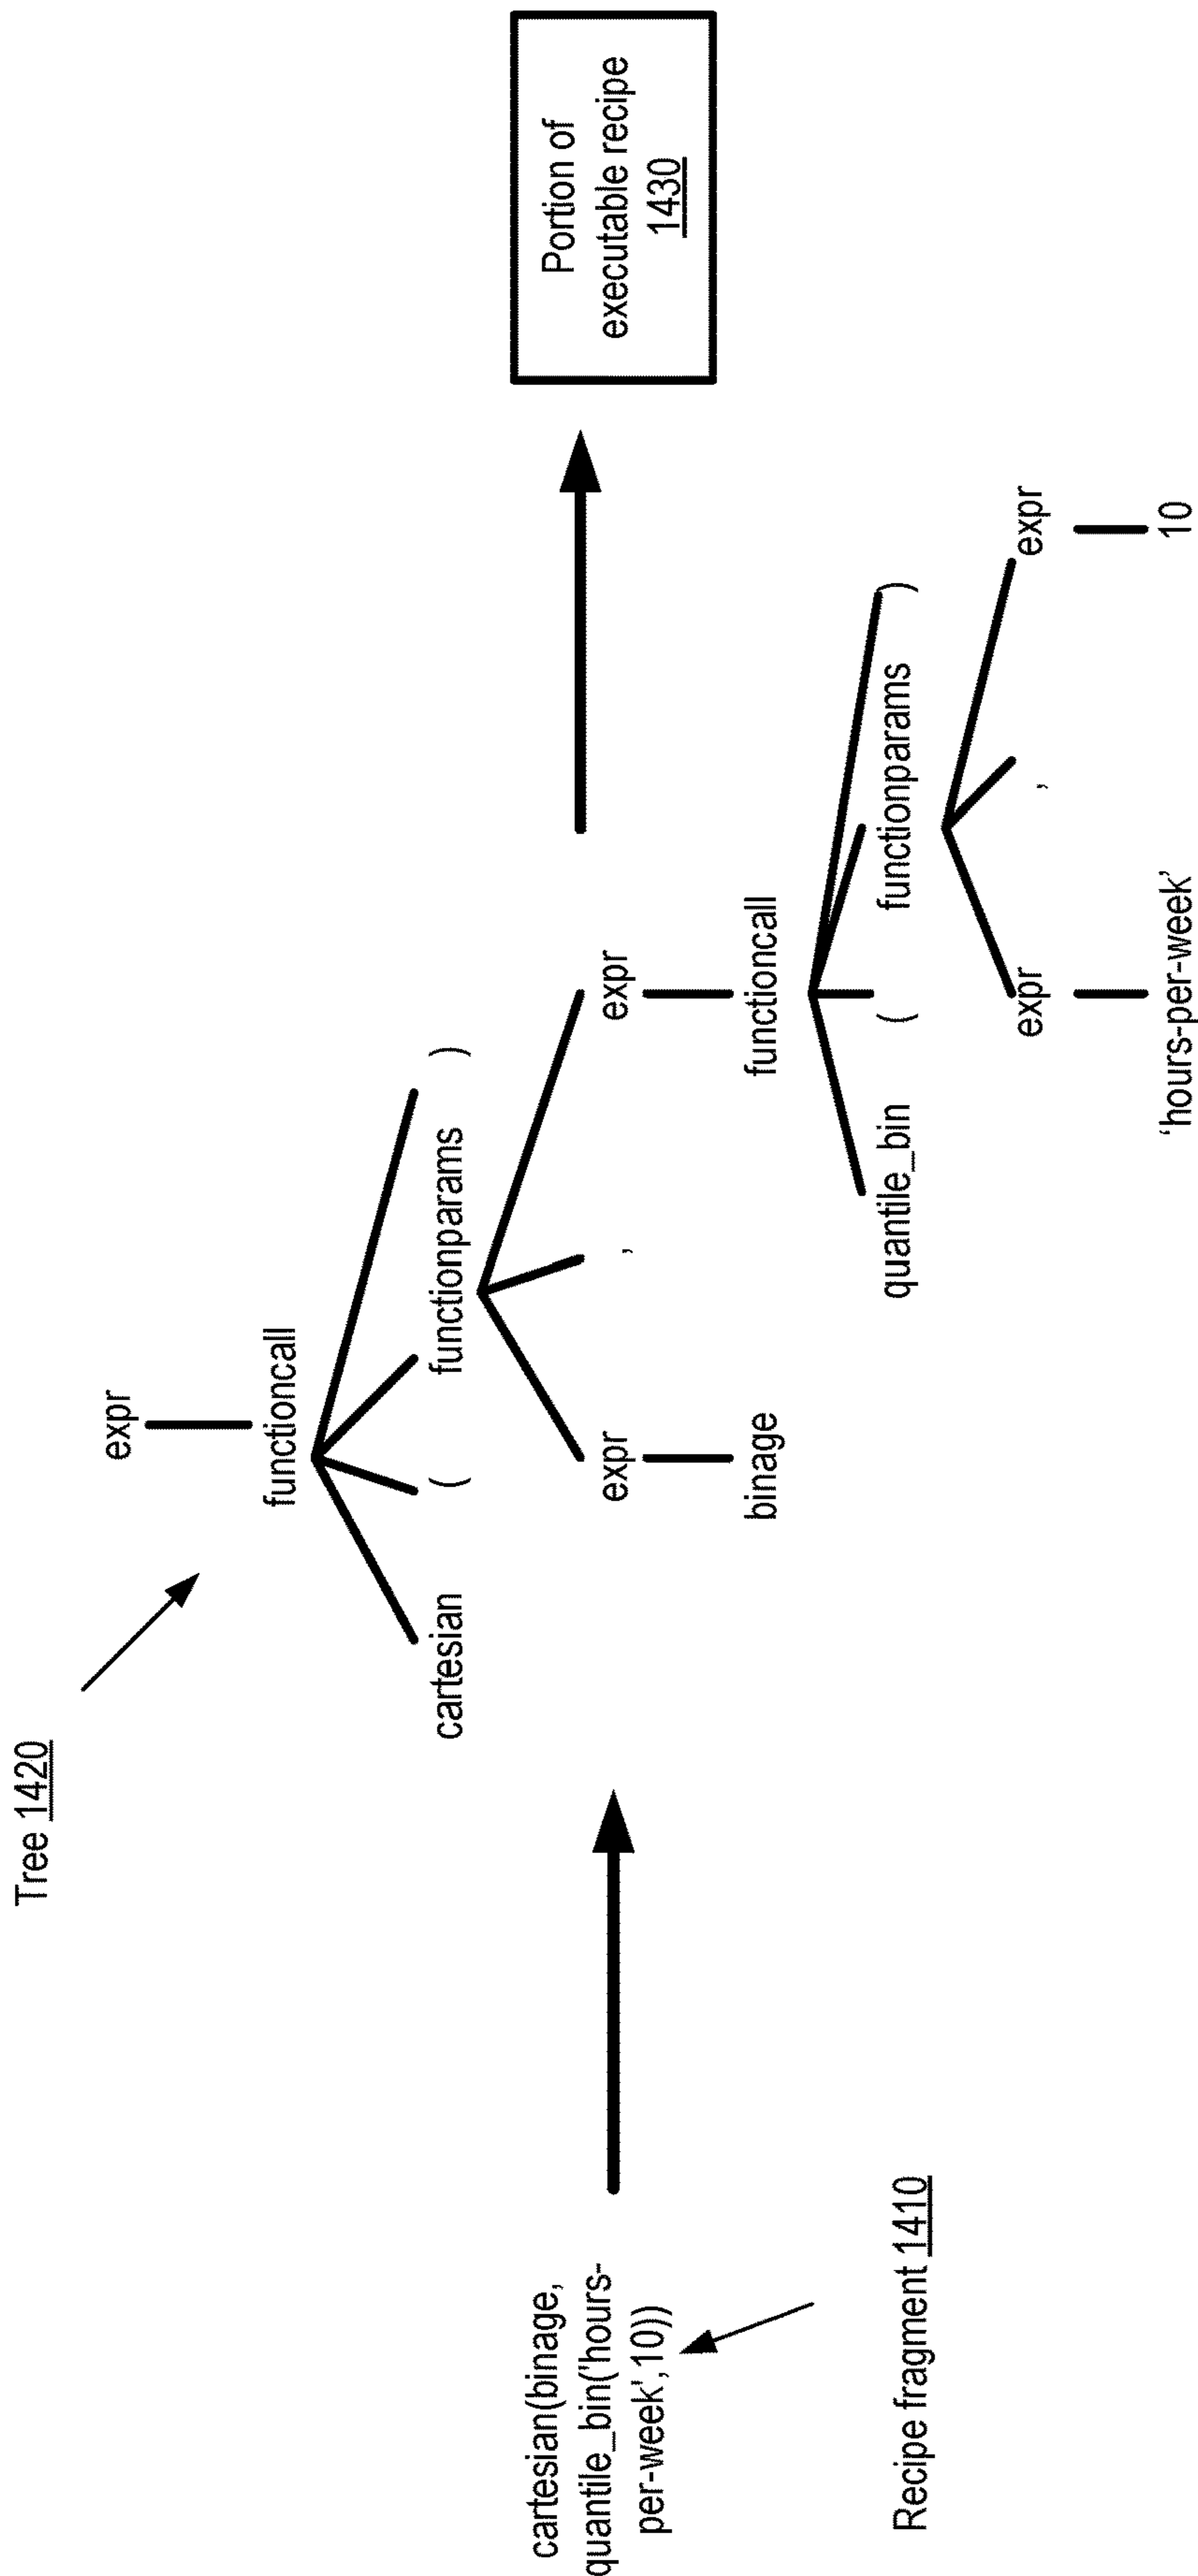 Tree 1420
expr
functioncall
cartesian ( functionparams )
expr , expr
binage functioncall
quantile_bin ( functionparams )
expr , expr
'hours-per-week' 10
cartesian(binage,
quantile_bin('hours-
per-week',10))
Recipe fragment 1410
Portion of
executable recipe
1430